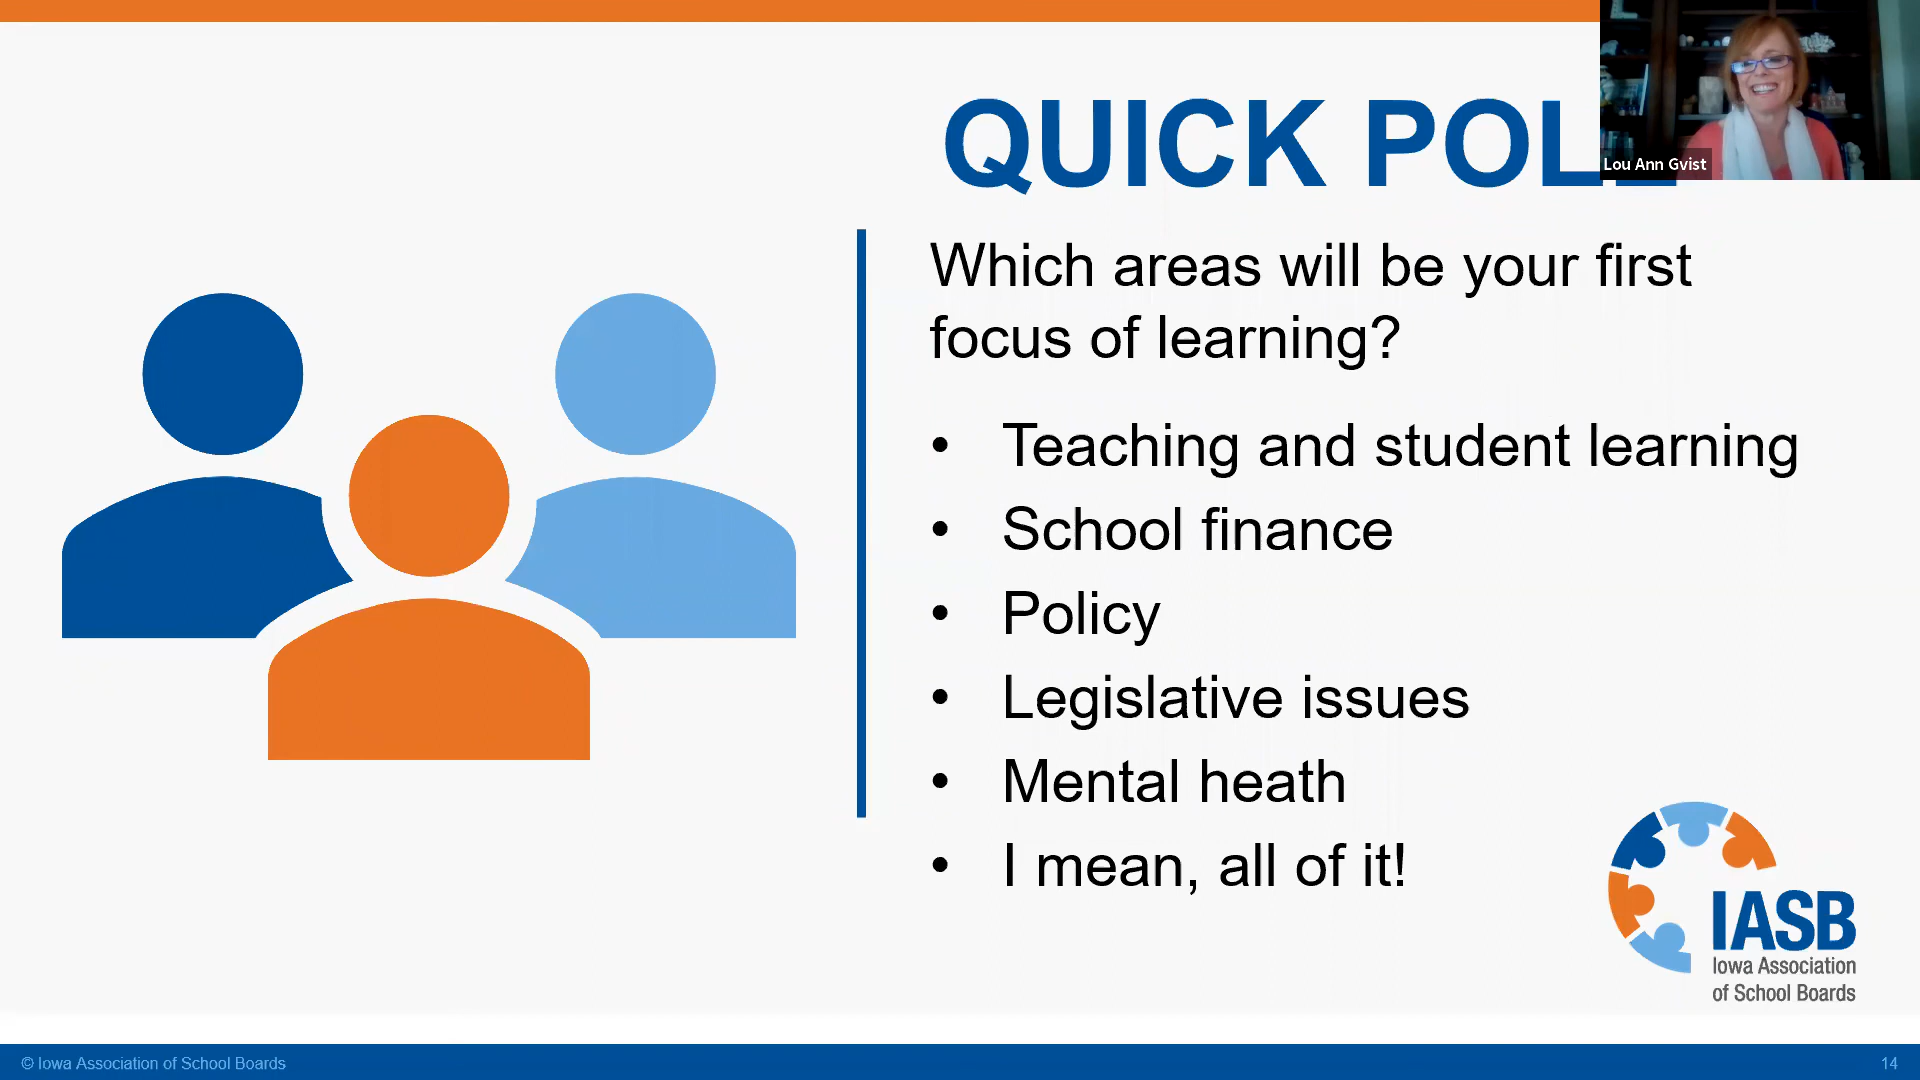 QUICK POLL
Lou Ann Gvist
Which areas will be your first
focus of learning?
• Teaching and student learning
• School finance
• Policy
• Legislative issues
• Mental heath
• I mean, all of it!
IASB
Iowa Association
of School Boards
© Iowa Association of School Boards
14